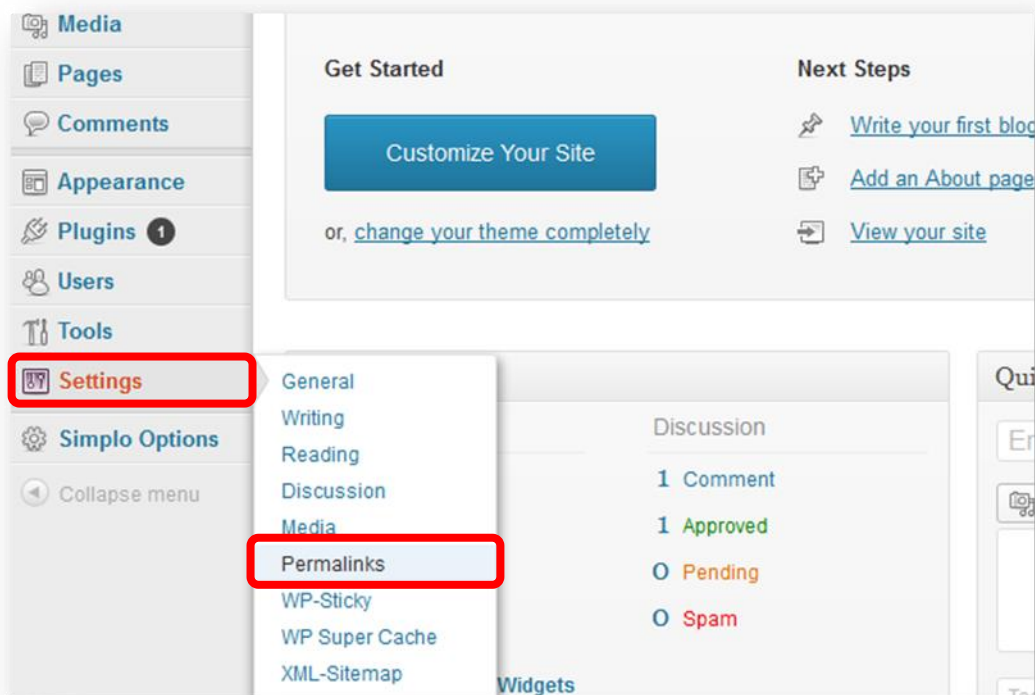 Media
Pages
Comments
Appearance
Plugins 1
Users
Tools
Settings
Simplo Options
Collapse menu
Get Started
Customize Your Site
or, change your theme completely
Next Steps
Write your first blog
Add an About page
View your site
General
Writing
Reading
Discussion
Media
Permalinks
WP-Sticky
WP Super Cache
XML-Sitemap
Discussion
1 Comment
1 Approved
0 Pending
0 Spam
Widgets
Qui